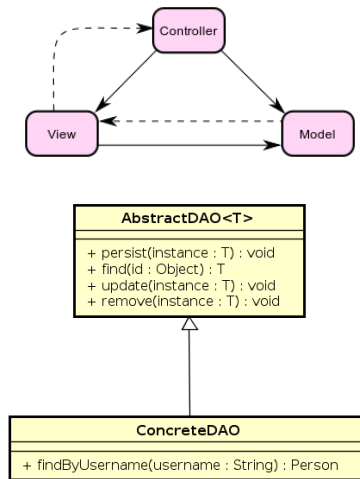 Controller
View
Model
AbstractDAO<T>
+ persist(instance : T) : void
+ find(id : Object) : T
+ update(instance : T) : void
+ remove(instance : T) : void
ConcreteDAO
+ findByUsername(username : String) : Person